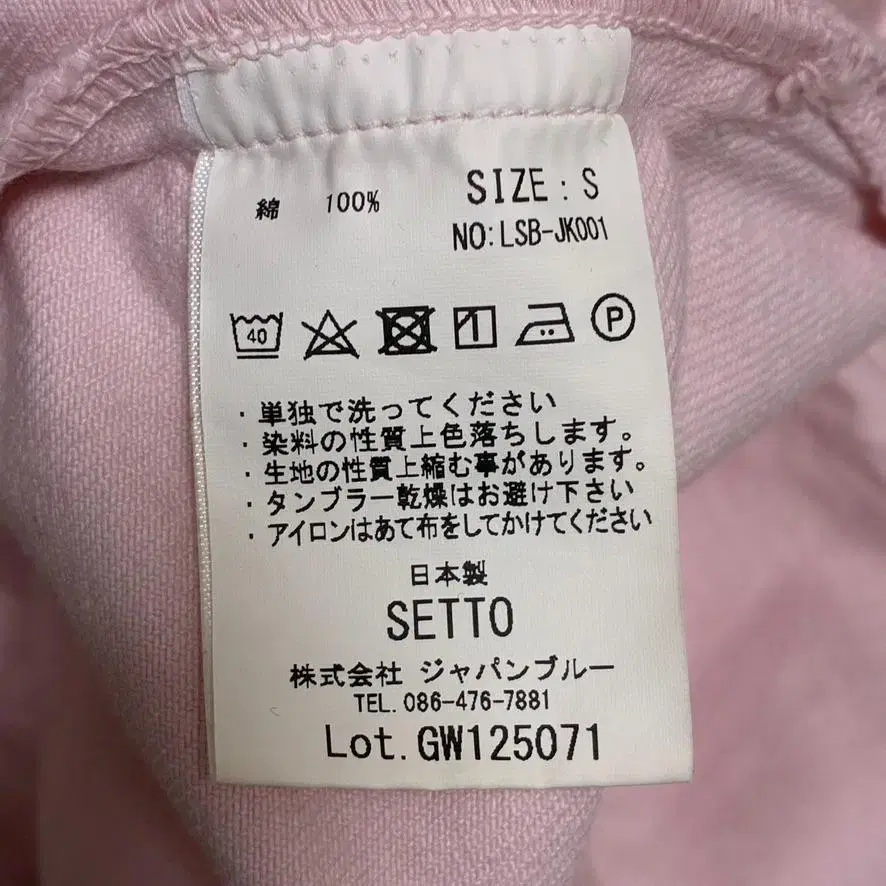 綿 100% SIZE : S
NO:LSB-JK001
40 P
・単独で洗ってください
・染料の性質上色落ちします。
・生地の性質上縮む事があります。
・タンブラー乾燥はお避け下さい
・アイロンはあて布をしてかけてください
日本製
SETTO
株式会社 ジャパンブルー
TEL.086-476-7881
Lot.GW125071